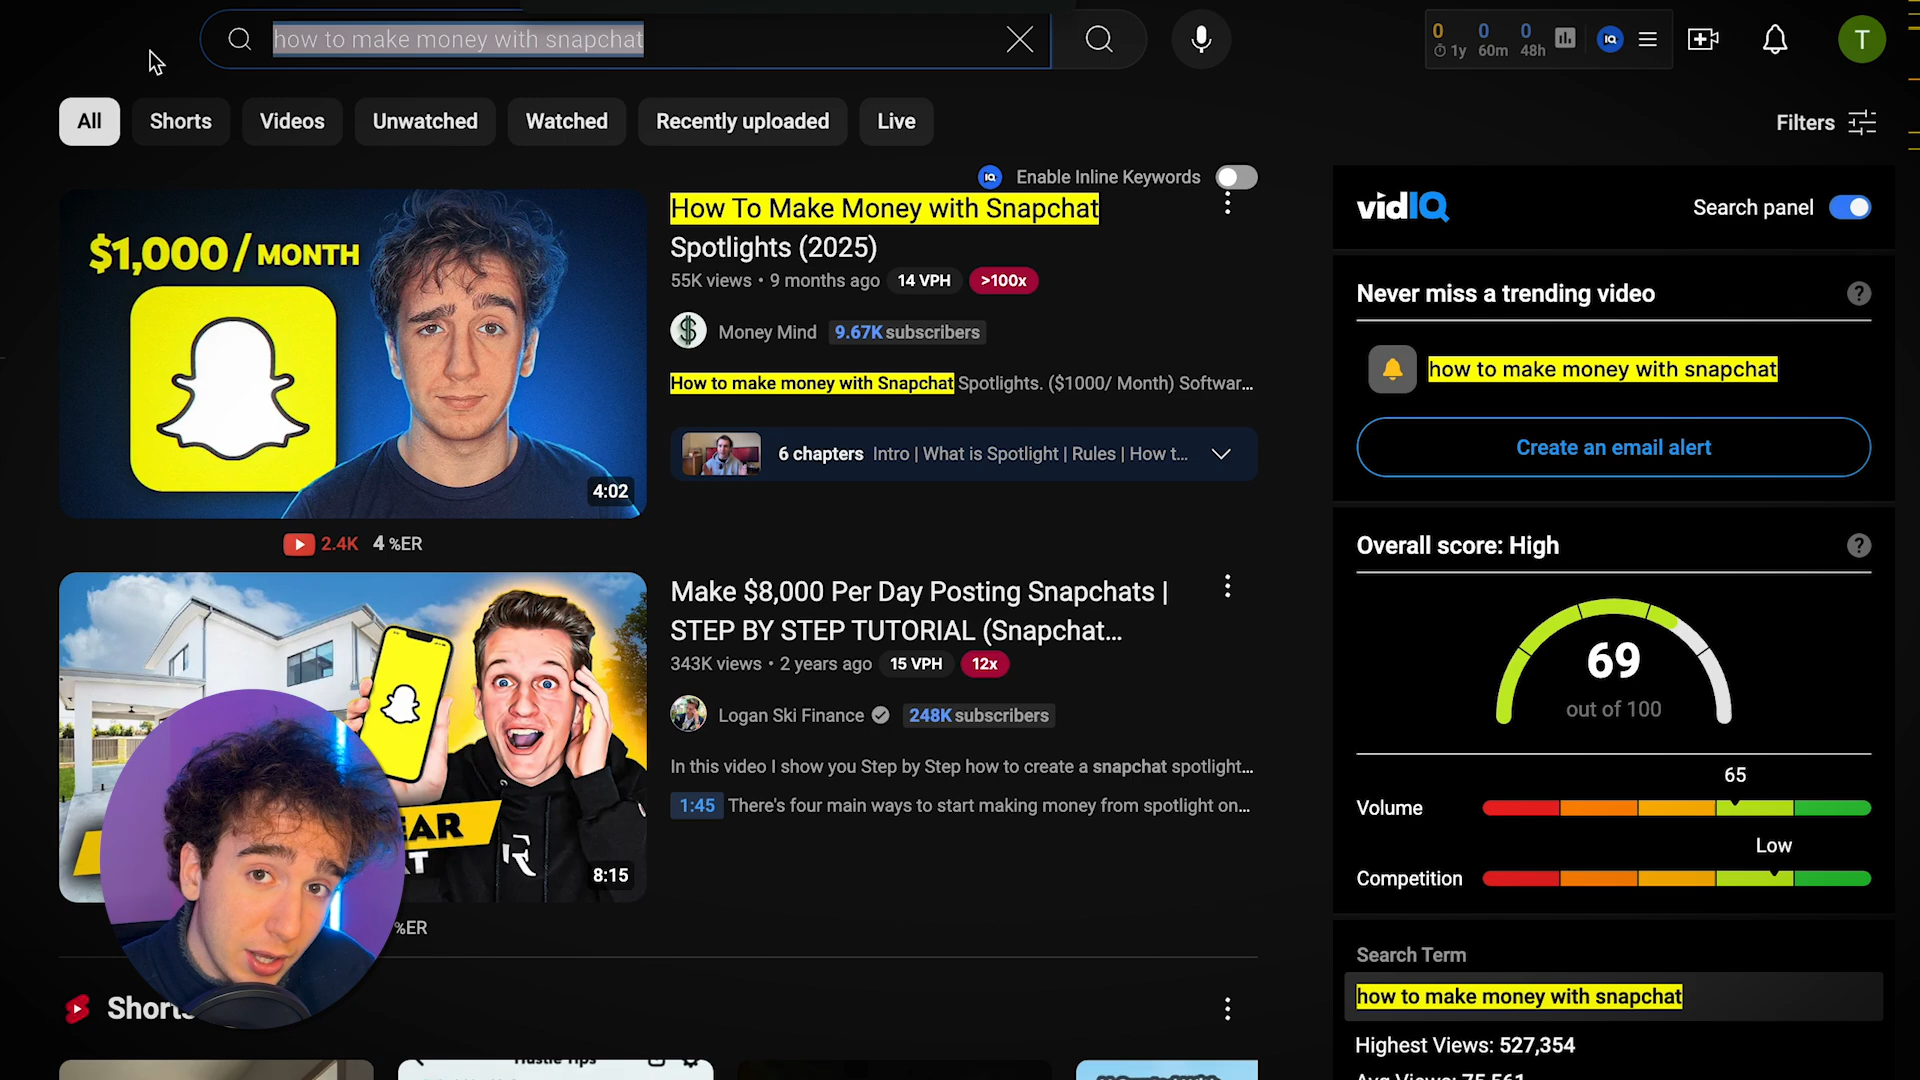 how to make money with snapchat
0 0 0
1y 60m 48h
IQ
T
All Shorts Videos Unwatched Watched Recently uploaded Live
Filters
IQ Enable Inline Keywords
$1,000/MONTH
4:02
How To Make Money with Snapchat
Spotlights (2025)
55K views • 9 months ago 14 VPH >100x
$ Money Mind 9.67K subscribers
How to make money with Snapchat Spotlights. ($1000/ Month) Softwar...
6 chapters Intro | What is Spotlight | Rules | How t...
2.4K 4 %ER
Make $8,000 Per Day Posting Snapchats |
STEP BY STEP TUTORIAL (Snapchat...
343K views • 2 years ago 15 VPH 12x
Logan Ski Finance 248K subscribers
In this video I show you Step by Step how to create a snapchat spotlight...
1:45 There's four main ways to start making money from spotlight on...
8:15
%ER
Shorts
vidIQ Search panel
Never miss a trending video ?
how to make money with snapchat
Create an email alert
Overall score: High ?
69
out of 100
65
Volume
Low
Competition
Search Term
how to make money with snapchat
Highest Views: 527,354
Avg Views: 75,561